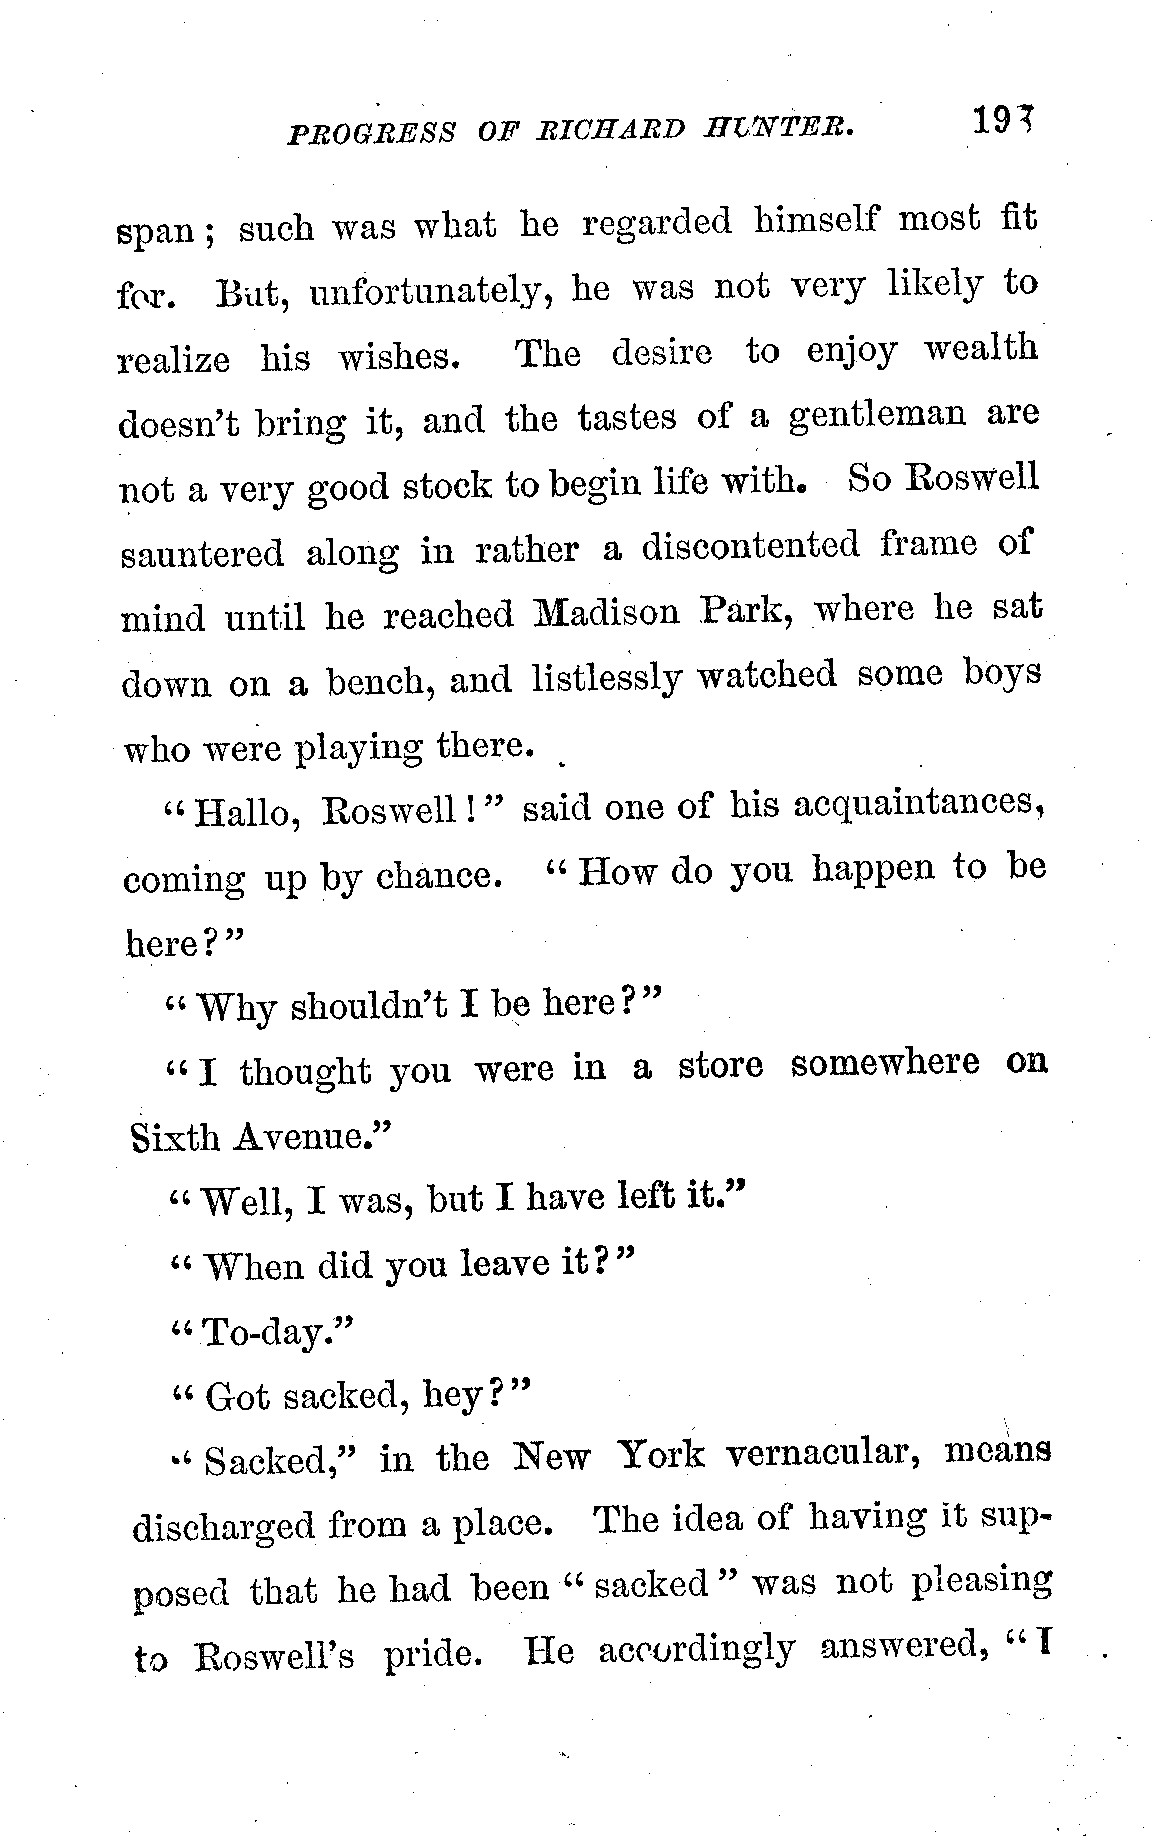 PROGRESS OF RICHARD HUNTER. 193
span; such was what he regarded himself most fit
for. But, unfortunately, he was not very likely to
realize his wishes. The desire to enjoy wealth
doesn't bring it, and the tastes of a gentleman are
not a very good stock to begin life with. So Roswell
sauntered along in rather a discontented frame of
mind until he reached Madison Park, where he sat
down on a bench, and listlessly watched some boys
who were playing there.
"Hallo, Roswell!" said one of his acquaintances,
coming up by chance. "How do you happen to be
here?"
"Why shouldn't I be here?"
"I thought you were in a store somewhere on
Sixth Avenue."
"Well, I was, but I have left it."
"When did you leave it?"
"To-day."
"Got sacked, hey?"
"Sacked," in the New York vernacular, means
discharged from a place. The idea of having it sup-
posed that he had been "sacked" was not pleasing
to Roswell's pride. He accordingly answered, "I